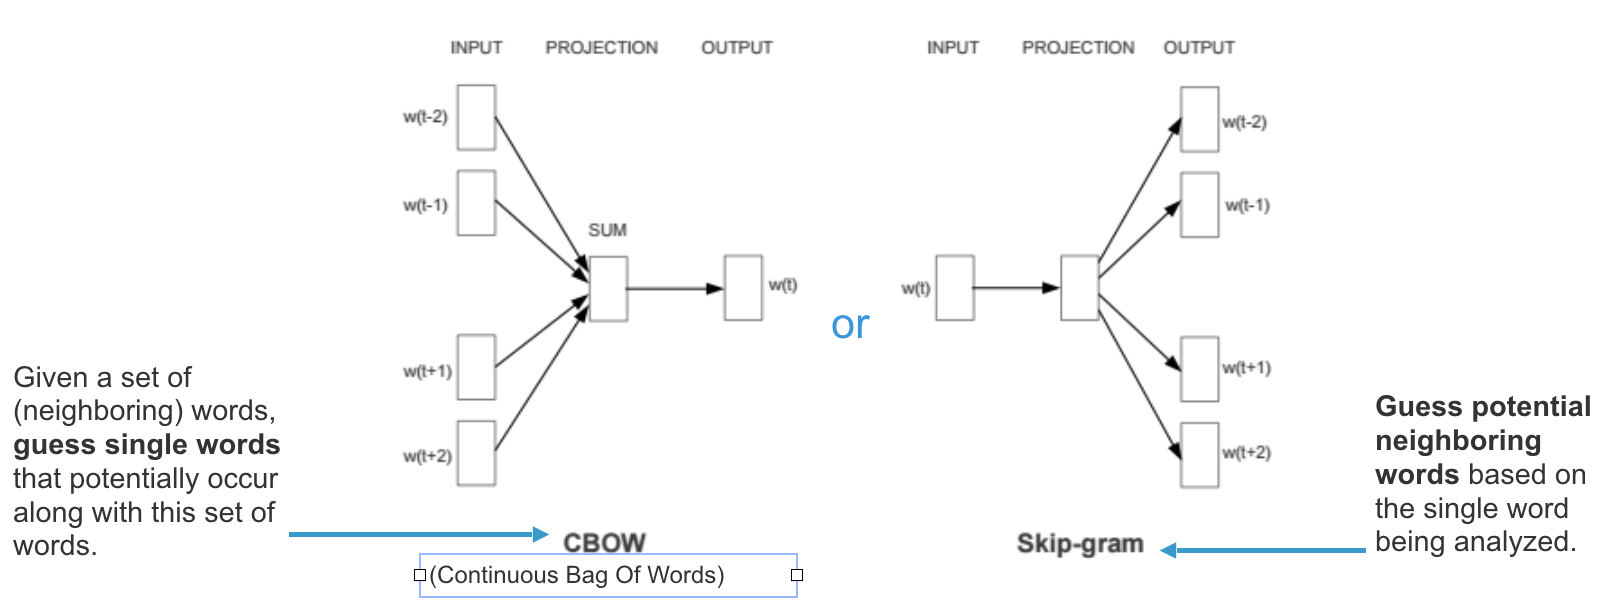 INPUT PROJECTION OUTPUT
w(t-2)
w(t-1)
SUM
w(t)
w(t+1)
w(t+2)
Given a set of
(neighboring) words,
guess single words
that potentially occur
along with this set of
words.
CBOW
(Continuous Bag Of Words)
or
INPUT PROJECTION OUTPUT
w(t-2)
w(t-1)
w(t)
w(t+1)
w(t+2)
Skip-gram
Guess potential
neighboring
words based on
the single word
being analyzed.